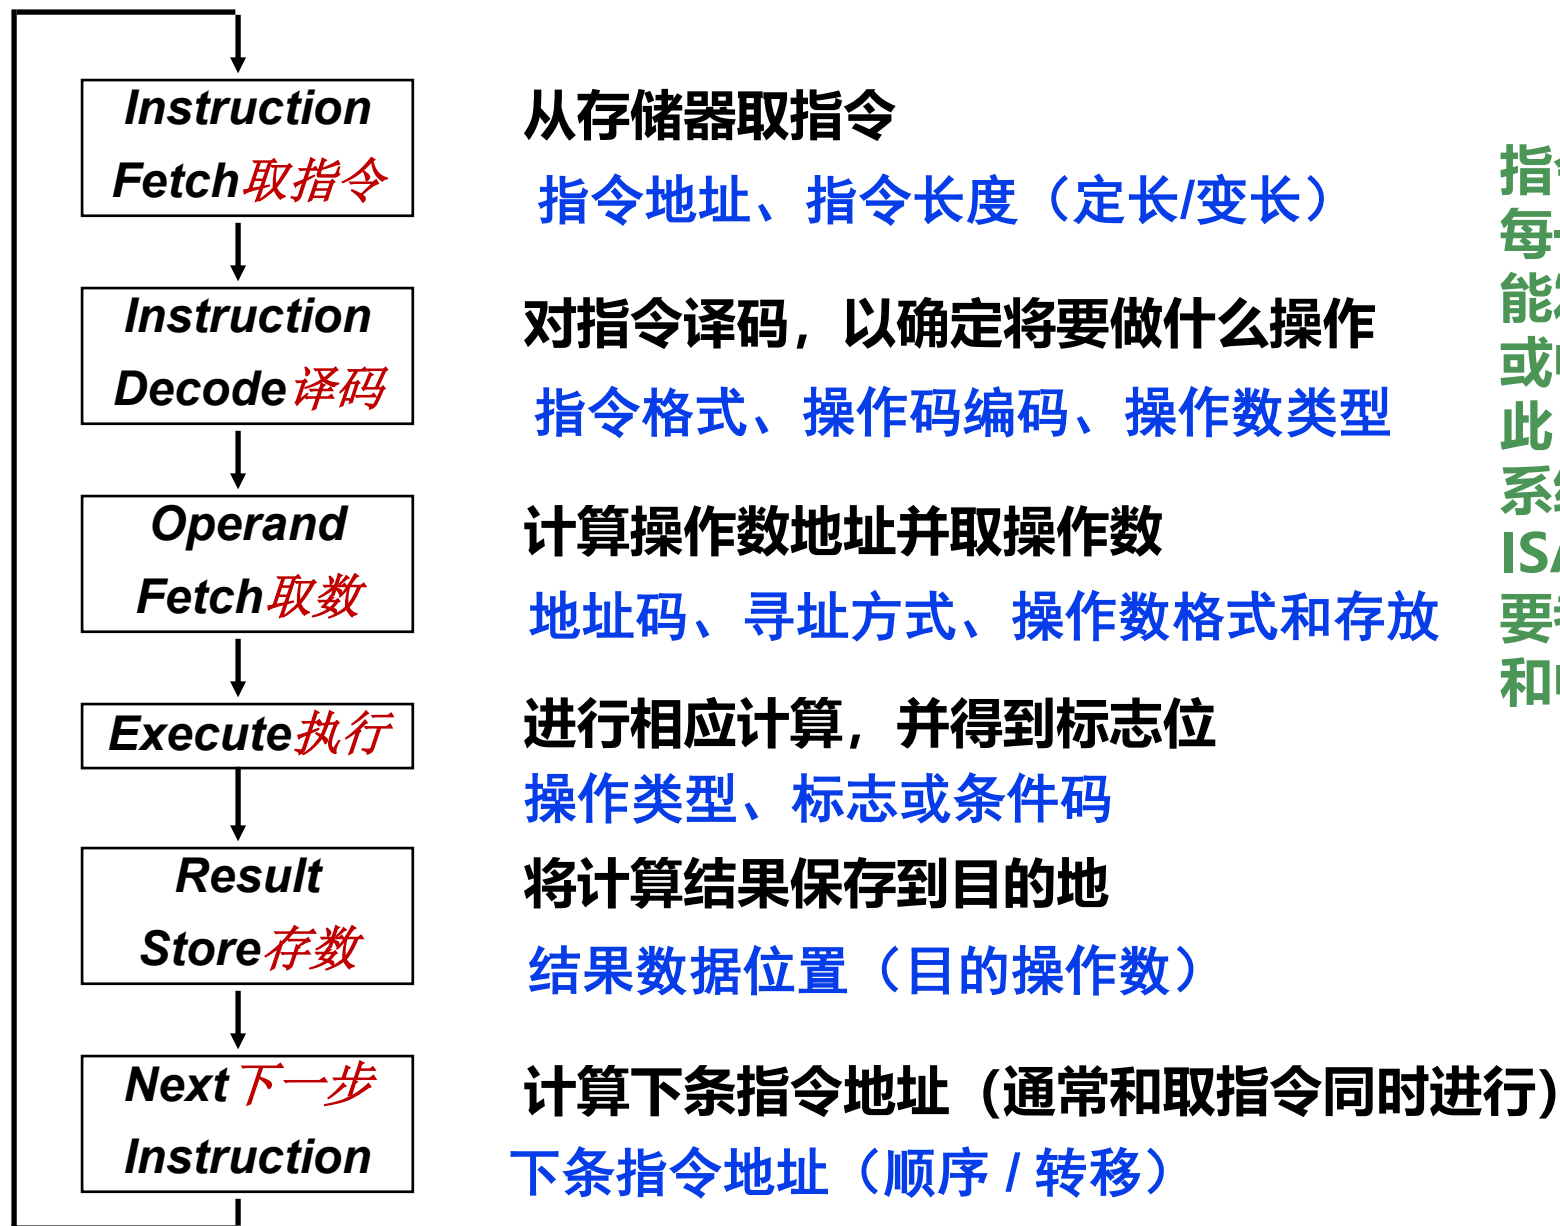 Instruction
Fetch取指令
从存储器取指令
指令地址、指令长度（定长/变长）
Instruction
Decode译码
对指令译码，以确定将要做什么操作
指令格式、操作码编码、操作数类型
Operand
Fetch取数
计算操作数地址并取操作数
地址码、寻址方式、操作数格式和存放
Execute执行
进行相应计算，并得到标志位
操作类型、标志或条件码
Result
Store存数
将计算结果保存到目的地
结果数据位置（目的操作数）
Next下一步
Instruction
计算下条指令地址（通常和取指令同时进行）
下条指令地址（顺序 / 转移）
指
每
能
或
此
系
IS
要
和